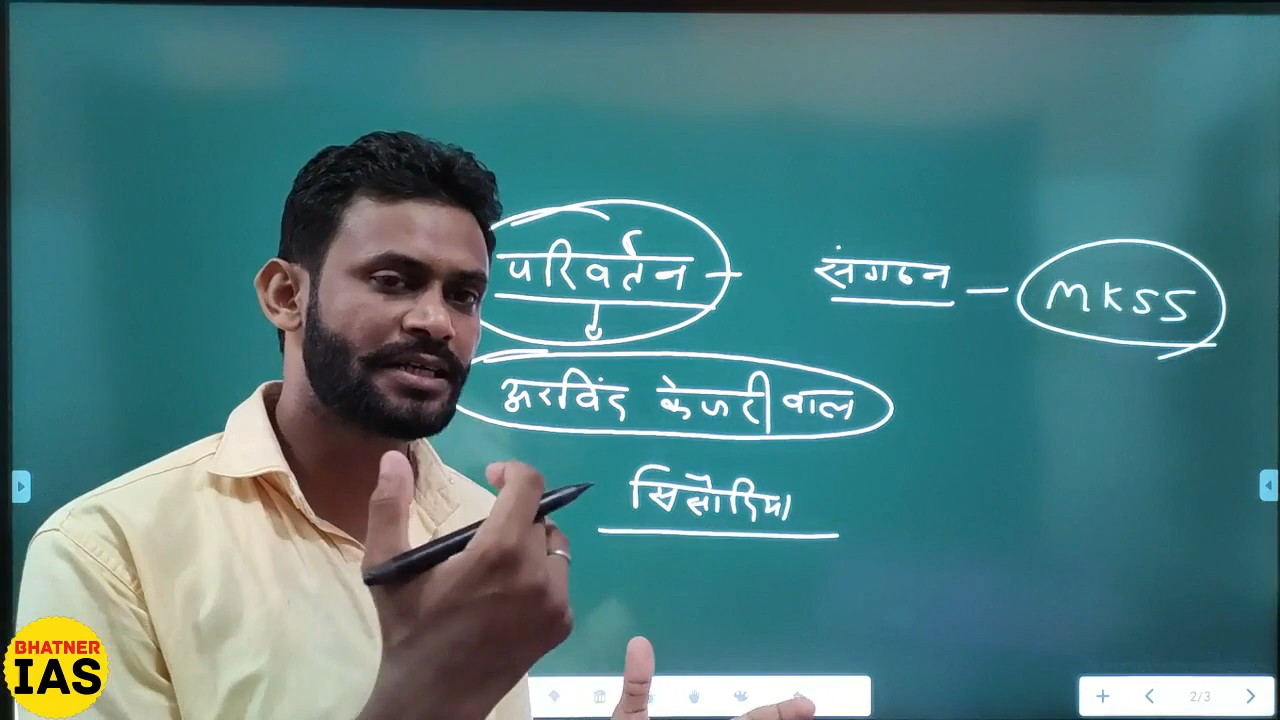 परिवर्तन — संगठन — MKSS
अरविंद केजरीवाल
सिसौदिया
BHATNER
IAS
2/3